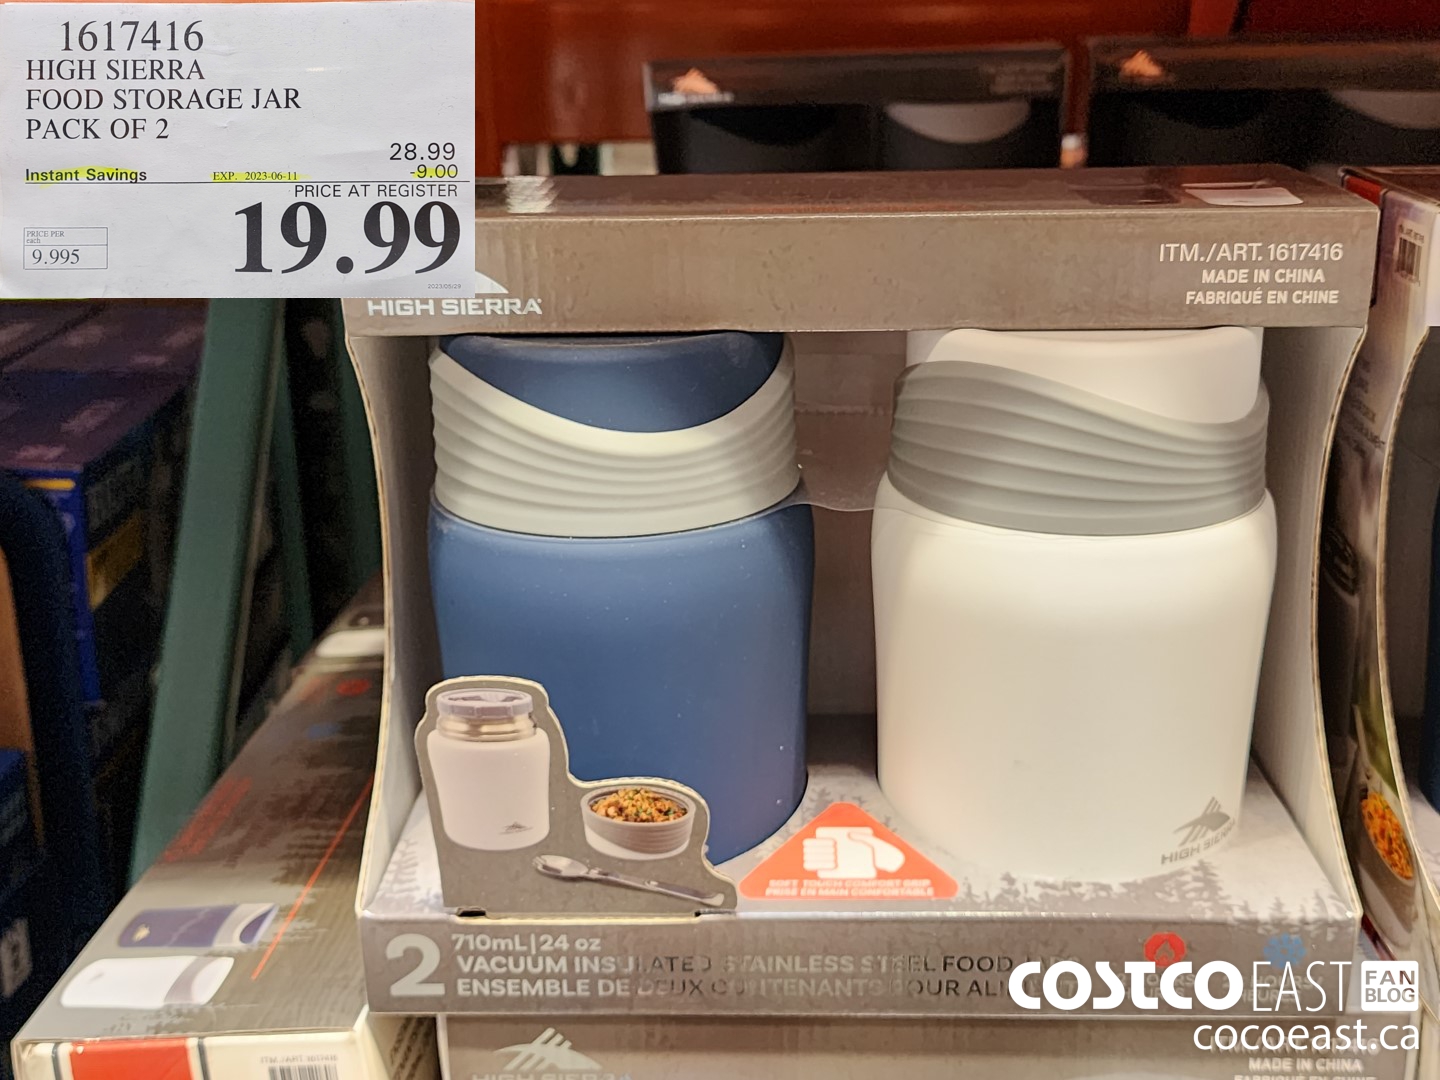 1617416
HIGH SIERRA
FOOD STORAGE JAR
PACK OF 2
28.99
Instant Savings EXP. 2023-06-11 -9.00
PRICE AT REGISTER
19.99
PRICE PER
each
9.995
2023/05/29
ITM./ART. 1617416
MADE IN CHINA
FABRIQUÉ EN CHINE
HIGH SIERRA
HIGH SIERRA
SOFT TOUCH COMFORT GRIP
PRISE EN MAIN CONFORTABLE
2
710mL|24 oz
VACUUM INSULATED STAINLESS STEEL FOOD
ENSEMBLE DE DEUX CONTENANTS POUR
COSTCO EAST FAN BLOG
cocoeast.ca
HIGH SIERRA
MADE IN CHINA